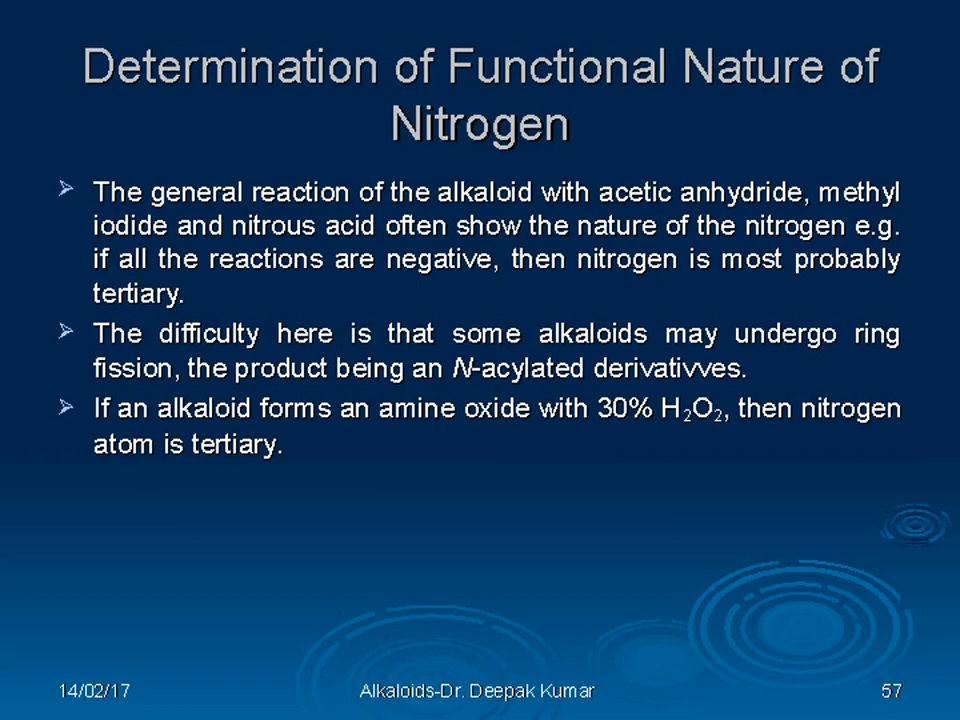 Determination of Functional Nature of
Nitrogen
➢ The general reaction of the alkaloid with acetic anhydride, methyl
iodide and nitrous acid often show the nature of the nitrogen e.g.
if all the reactions are negative, then nitrogen is most probably
tertiary.
➢ The difficulty here is that some alkaloids may undergo ring
fission, the product being an N-acylated derivativves.
➢ If an alkaloid forms an amine oxide with 30% H₂O₂, then nitrogen
atom is tertiary.
14/02/17 Alkaloids-Dr. Deepak Kumar 57